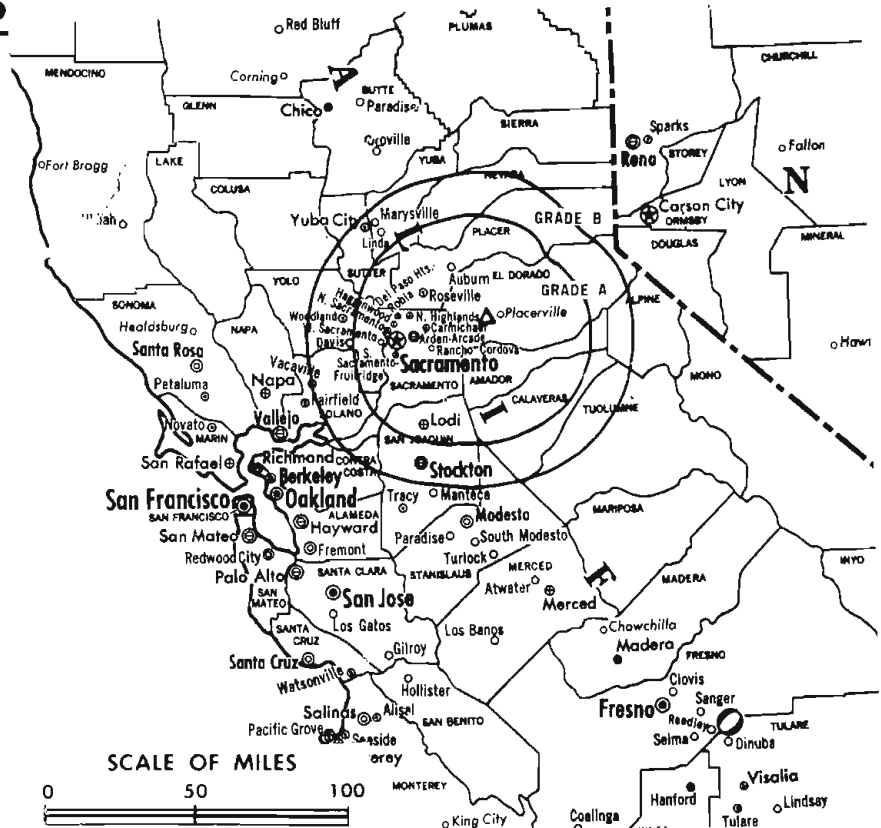 Red Bluff
PLUMAS
MENDOCINO
Corning
A
BUTTE
CHURCHILL
GLENN
Chico
Paradise
SIERRA
Sparks
Oroville
Reno
STOREY
Fallon
Fort Bragg
LAKE
YUBA
NEVADA
LYON
N
COLUSA
Yuba City
Marysville
GRADE B
Carson City
ORMSBY
Linda
PLACER
DOUGLAS
MINERAL
SUTTER
YOLO
Del Paso Hts.
Auburn
EL DORADO
Roseville
GRADE A
ALPINE
SONOMA
Robla
Hagginwood
N. Sacramento
N. Highlands
Placerville
Healdsburg
NAPA
Woodland
Carmichael
W. Sacramento
Arden-Arcade
Davis
Rancho-Cordova
Santa Rosa
S. Sacramento-
Fruitridge
Sacramento
Vacaville
SACRAMENTO
AMADOR
MONO
Petaluma
Napa
Fairfield
SOLANO
CALAVERAS
TUOLUMNE
I
Novato
MARIN
Vallejo
Lodi
SAN JOAQUIN
San Rafael
Richmond
CONTRA
COSTA
Berkeley
Stockton
San Francisco
Oakland
Manteca
SAN FRANCISCO
ALAMEDA
Tracy
Hayward
Modesto
MARIPOSA
San Mateo
Paradise
South Modesto
Redwood City
Fremont
Turlock
INYO
Palo Alto
SANTA CLARA
STANISLAUS
MERCED
MADERA
Atwater
F
SAN
MATEO
San Jose
Merced
Los Gatos
Chowchilla
SANTA
CRUZ
Los Banos
Madera
Gilroy
FRESNO
Santa Cruz
Watsonville
Clovis
Hollister
Sanger
Salinas
Alisal
Fresno
Reedley
SAN BENITO
TULARE
Pacific Grove
Seaside
Selma
Dinuba
erey
SCALE OF MILES
MONTEREY
Visalia
0 50 100
Hanford
Lindsay
King City
Coalinga
Tulare